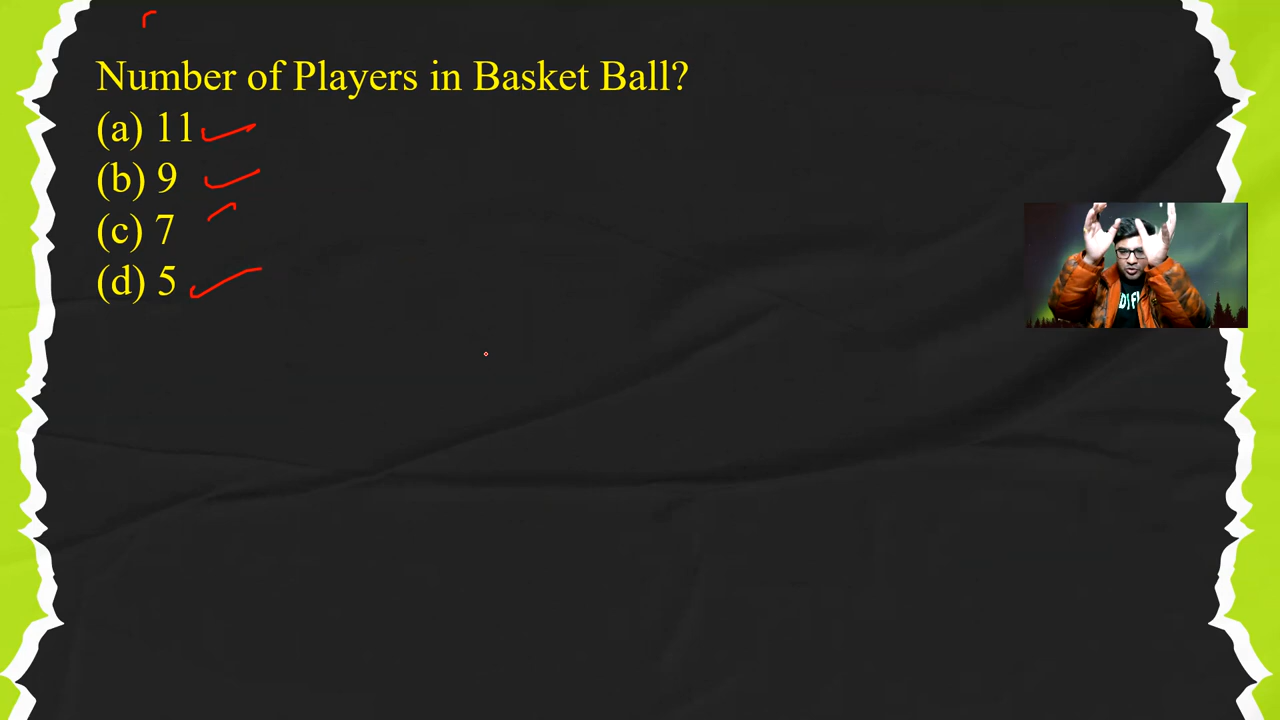 Number of Players in Basket Ball?
(a) 11
(b) 9
(c) 7
(d) 5